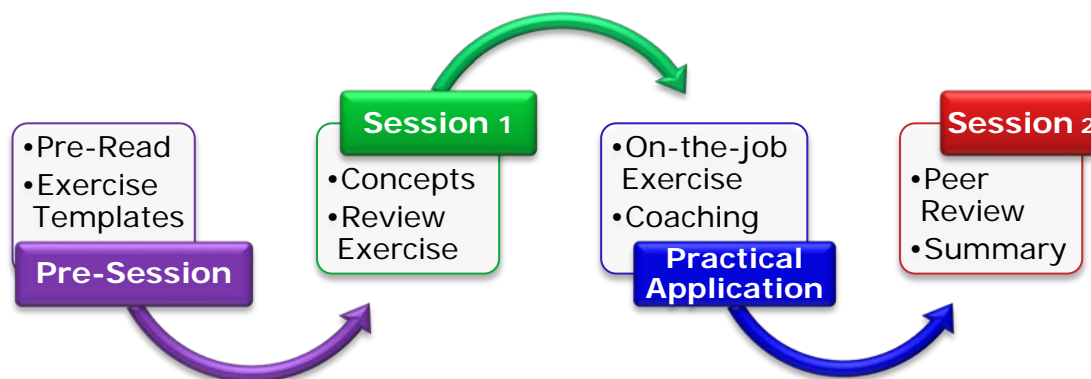 •Pre-Read
•Exercise
Templates
Pre-Session
Session 1
•Concepts
•Review
Exercise
•On-the-job
Exercise
•Coaching
Practical
Application
Session 2
•Peer
Review
•Summary